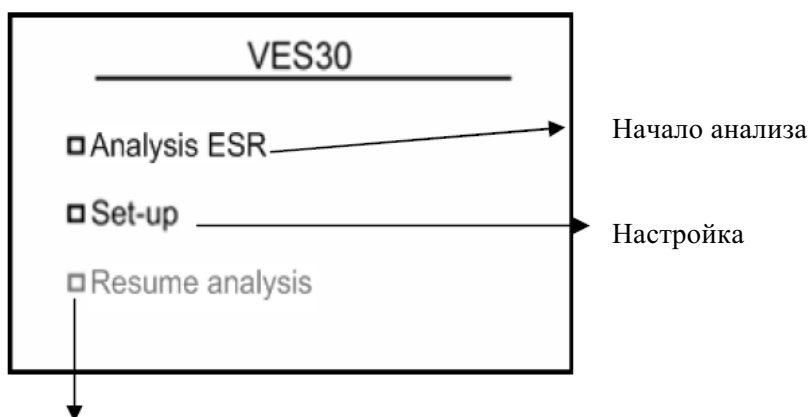 VES30
Analysis ESR
Начало анализа
Set-up
Настройка
Resume analysis